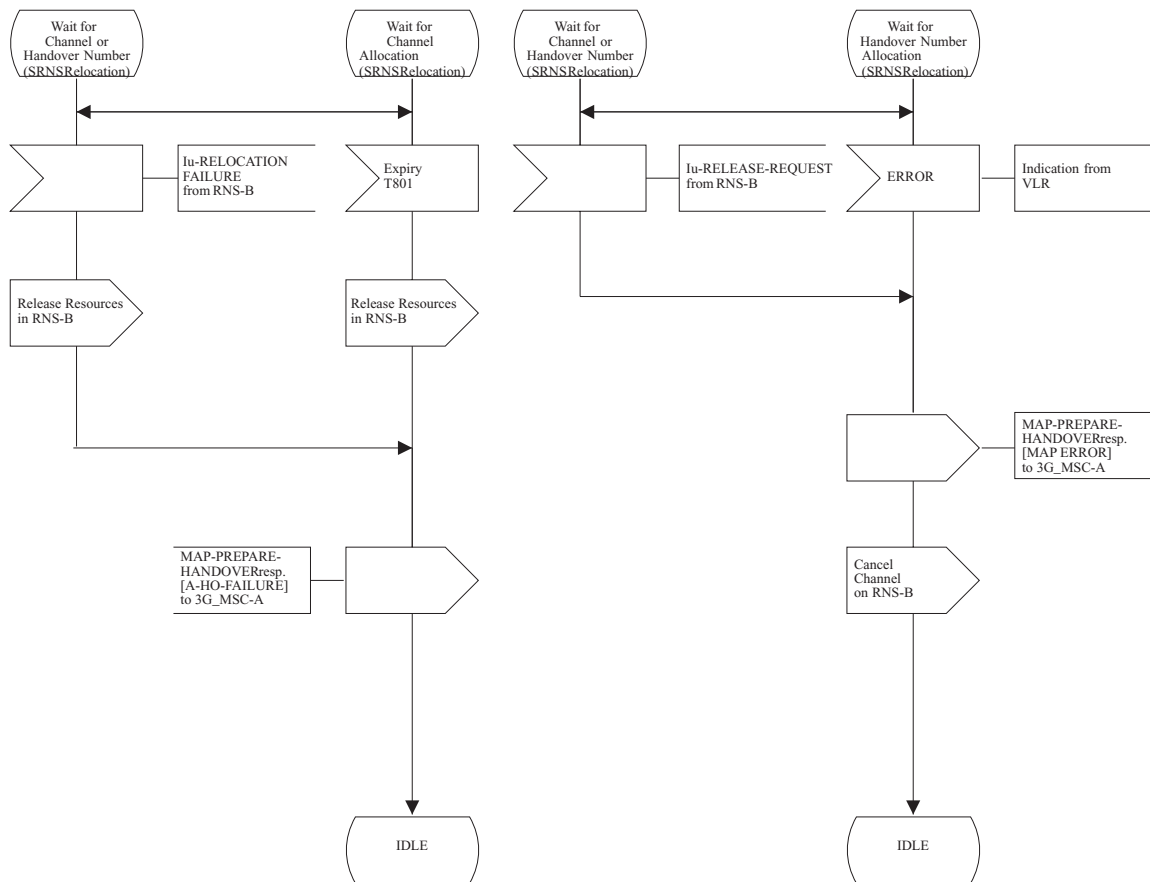 Wait for
Channel or
Handover Number
(SRNSRelocation)
Wait for
Channel
Allocation
(SRNSRelocation)
Wait for
Channel or
Handover Number
(SRNSRelocation)
Wait for
Handover Number
Allocation
(SRNSRelocation)
Iu-RELOCATION
FAILURE
from RNS-B
Expiry
T801
Iu-RELEASE-REQUEST
from RNS-B
ERROR
Indication from
VLR
Release Resources
in RNS-B
Release Resources
in RNS-B
MAP-PREPARE-
HANDOVERresp.
[MAP ERROR]
to 3G_MSC-A
MAP-PREPARE-
HANDOVERresp.
[A-HO-FAILURE]
to 3G_MSC-A
Cancel
Channel
on RNS-B
IDLE
IDLE